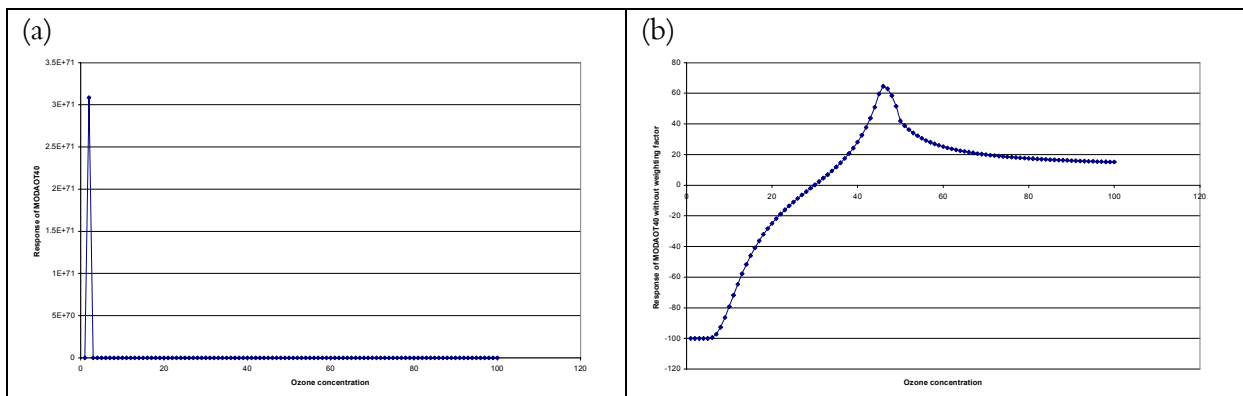 (a)
Response of MODAOT40
3.5E+71
3E+71
2.5E+71
2E+71
1.5E+71
1E+71
5E+70
0
0 20 40 60 80 100 120
Ozone concentration
(b)
Response of MODAOT40 without weighting factor
80
60
40
20
0
-20
-40
-60
-80
-100
-120
0 20 40 60 80 100 120
Ozone concentration